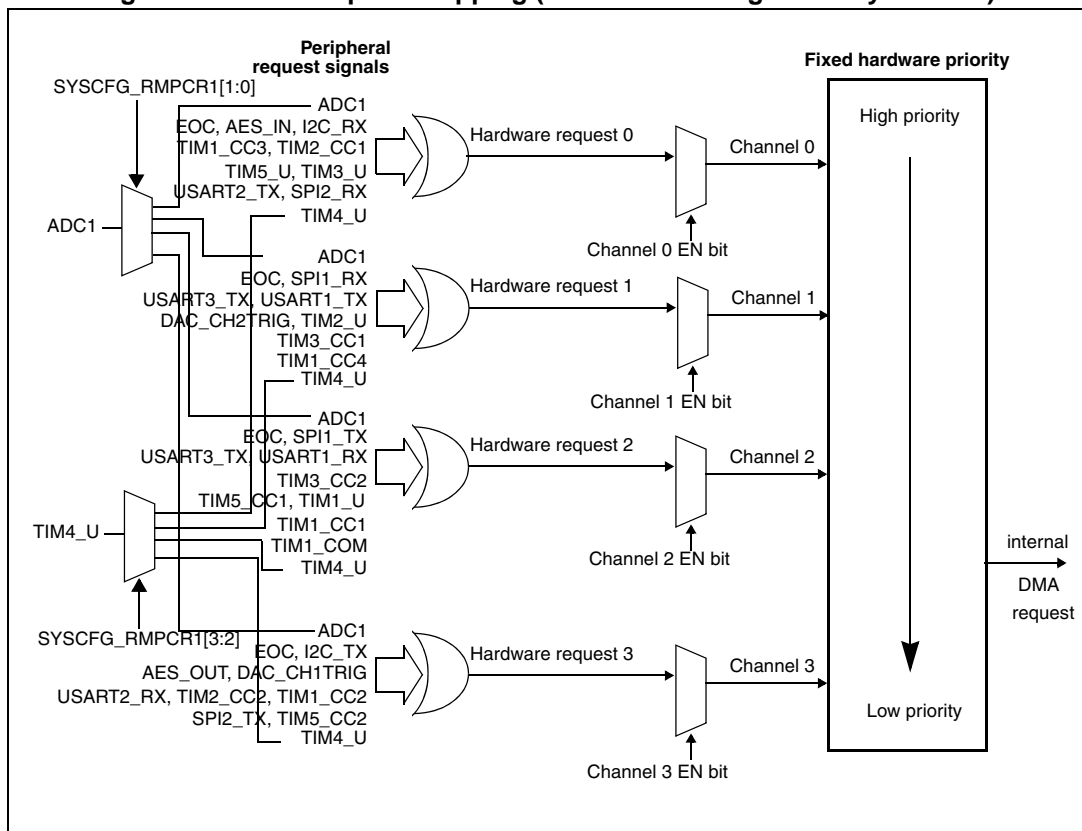 Peripheral
request signals
Fixed hardware priority
SYSCFG_RMPCR1[1:0]
ADC1
EOC, AES_IN, I2C_RX
TIM1_CC3, TIM2_CC1
TIM5_U, TIM3_U
USART2_TX, SPI2_RX
TIM4_U
Hardware request 0
Channel 0
Channel 0 EN bit
High priority
ADC1
ADC1
EOC, SPI1_RX
USART3_TX, USART1_TX
DAC_CH2TRIG, TIM2_U
TIM3_CC1
TIM1_CC4
TIM4_U
Hardware request 1
Channel 1
Channel 1 EN bit
ADC1
EOC, SPI1_TX
USART3_TX, USART1_RX
TIM3_CC2
TIM5_CC1, TIM1_U
TIM1_CC1
TIM1_COM
TIM4_U
Hardware request 2
Channel 2
Channel 2 EN bit
TIM4_U
SYSCFG_RMPCR1[3:2]
internal
DMA
request
ADC1
EOC, I2C_TX
AES_OUT, DAC_CH1TRIG
USART2_RX, TIM2_CC2, TIM1_CC2
SPI2_TX, TIM5_CC2
TIM4_U
Hardware request 3
Channel 3
Channel 3 EN bit
Low priority